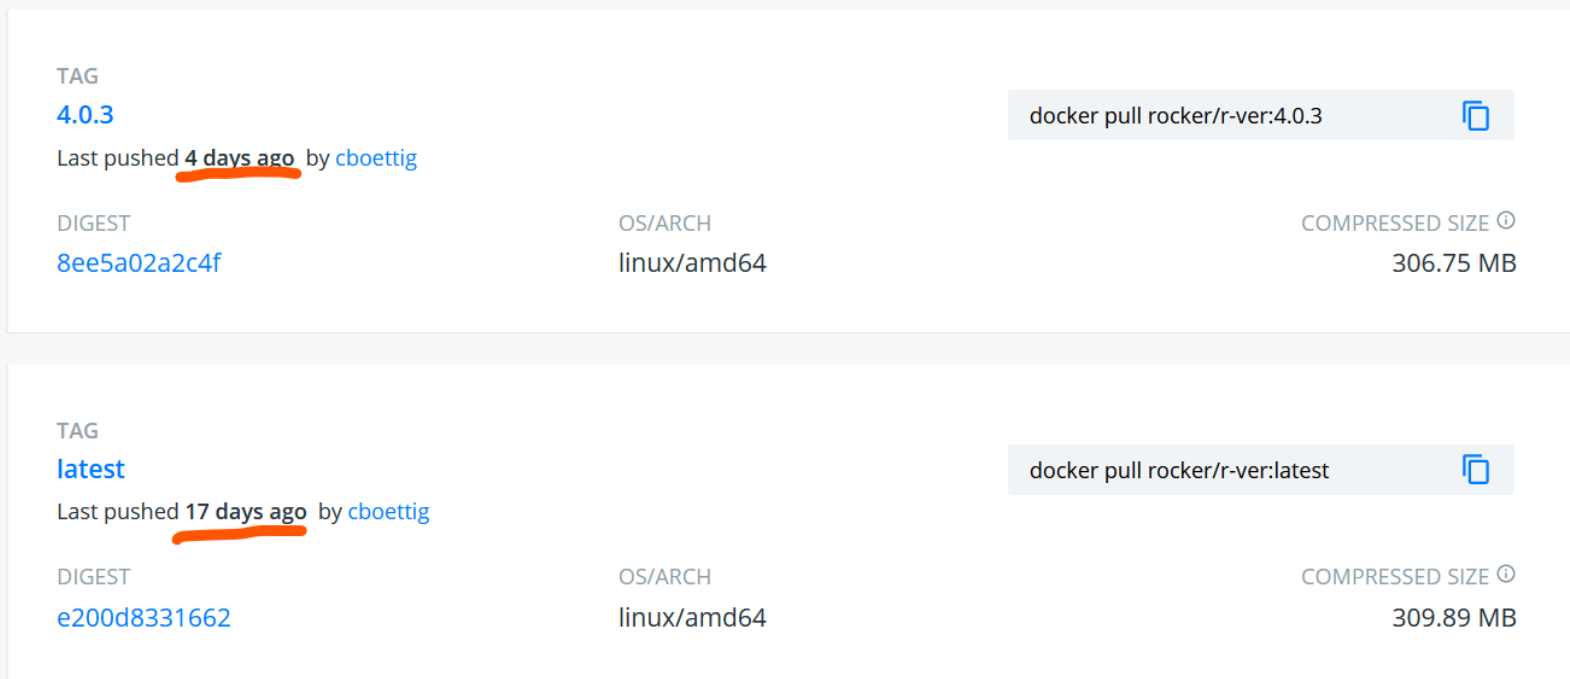 TAG
4.0.3
docker pull rocker/r-ver:4.0.3
Last pushed 4 days ago by cboettig
DIGEST OS/ARCH COMPRESSED SIZE
8ee5a02a2c4f linux/amd64 306.75 MB
TAG
latest
docker pull rocker/r-ver:latest
Last pushed 17 days ago by cboettig
DIGEST OS/ARCH COMPRESSED SIZE
e200d8331662 linux/amd64 309.89 MB